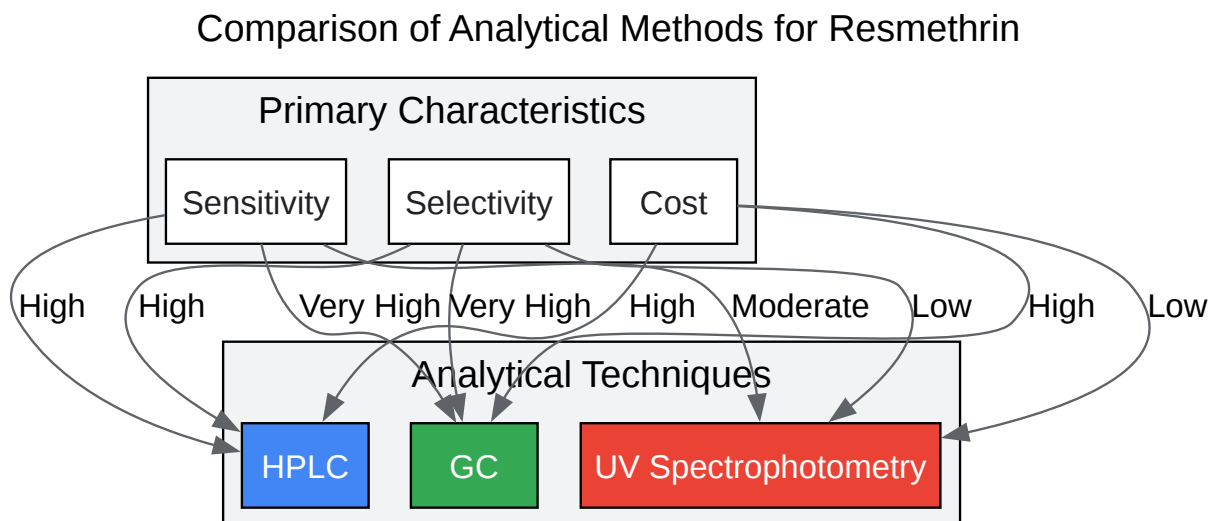 Comparison of Analytical Methods for Resmethrin
Primary Characteristics
Sensitivity
Selectivity
Cost
High
High
Very High
Very High
High
Moderate
Low
High
Low
Analytical Techniques
HPLC
GC
UV Spectrophotometry